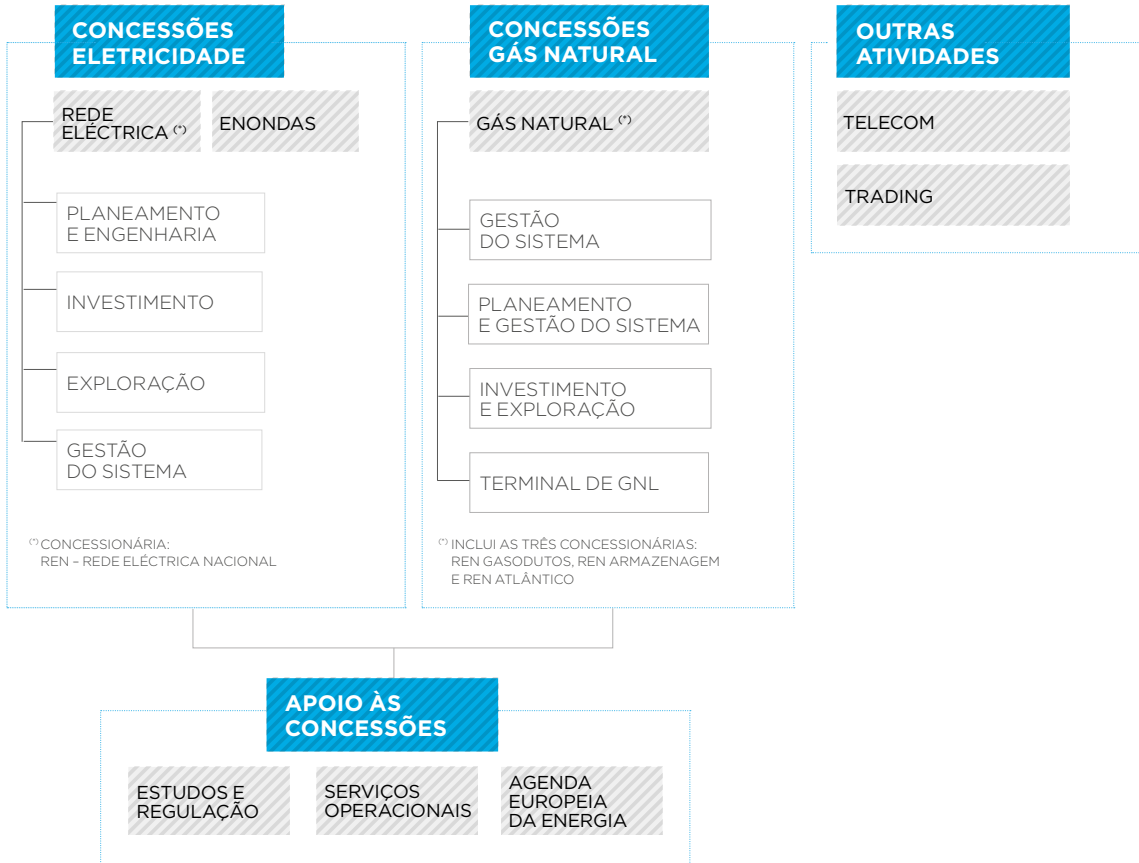 CONCESSÕES
ELETRICIDADE
REDE
ELÉCTRICA (*)
ENONDAS
PLANEAMENTO
E ENGENHARIA
INVESTIMENTO
EXPLORAÇÃO
GESTÃO
DO SISTEMA
(*) CONCESSIONÁRIA:
REN – REDE ELÉCTRICA NACIONAL
CONCESSÕES
GÁS NATURAL
GÁS NATURAL (*)
GESTÃO
DO SISTEMA
PLANEAMENTO
E GESTÃO DO SISTEMA
INVESTIMENTO
E EXPLORAÇÃO
TERMINAL DE GNL
(*) INCLUI AS TRÊS CONCESSIONÁRIAS:
REN GASODUTOS, REN ARMAZENAGEM
E REN ATLÂNTICO
OUTRAS
ATIVIDADES
TELECOM
TRADING
APOIO ÀS
CONCESSÕES
ESTUDOS E
REGULAÇÃO
SERVIÇOS
OPERACIONAIS
AGENDA
EUROPEIA
DA ENERGIA